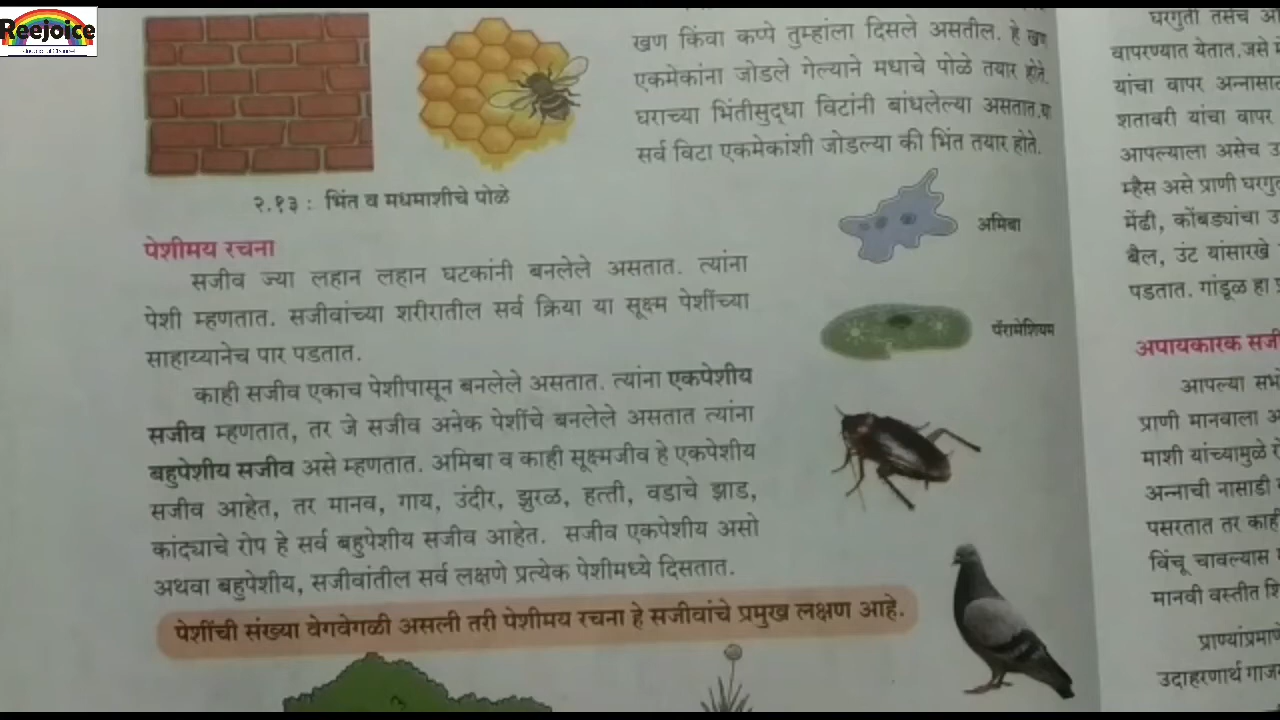 Reejoice
खण किंवा कप्पे तुम्हांला दिसले असतील. हे खण
एकमेकांना जोडले गेल्याने मधाचे पोळे तयार होते.
घराच्या भिंतीसुद्धा विटांनी बांधलेल्या असतात.या
सर्व विटा एकमेकांशी जोडल्या की भिंत तयार होते.
२.१३ : भिंत व मधमाशीचे पोळे
अमिबा
पॅरामेशियम
पेशीमय रचना
सजीव ज्या लहान लहान घटकांनी बनलेले असतात. त्यांना
पेशी म्हणतात. सजीवांच्या शरीरातील सर्व क्रिया या सूक्ष्म पेशींच्या
साहाय्यानेच पार पडतात.
काही सजीव एकाच पेशीपासून बनलेले असतात. त्यांना एकपेशीय
सजीव म्हणतात, तर जे सजीव अनेक पेशींचे बनलेले असतात त्यांना
बहुपेशीय सजीव असे म्हणतात. अमिबा व काही सूक्ष्मजीव हे एकपेशीय
सजीव आहेत, तर मानव, गाय, उंदीर, झुरळ, हत्ती, वडाचे झाड,
कांद्याचे रोप हे सर्व बहुपेशीय सजीव आहेत. सजीव एकपेशीय असो
अथवा बहुपेशीय, सजीवांतील सर्व लक्षणे प्रत्येक पेशीमध्ये दिसतात.
पेशींची संख्या वेगवेगळी असली तरी पेशीमय रचना हे सजीवांचे प्रमुख लक्षण आहे.
घरगुती तसेच
वापरण्यात येतात.जसे
यांचा वापर
शतावरी यांचा वापर
आपल्याला असेच
म्हैस असे प्राणी
मेंढी, कोंबड्यांचा
बैल, उंट यांसारखे
पडतात. गांडूळ हा
अपायकारक
आपल्या
प्राणी मानवाला
माशी यांच्यामुळे
अन्नाची नासाडी
पसरतात तर
विंचू चावल्यास
मानवी वस्तीत
उदाहरणार्थ